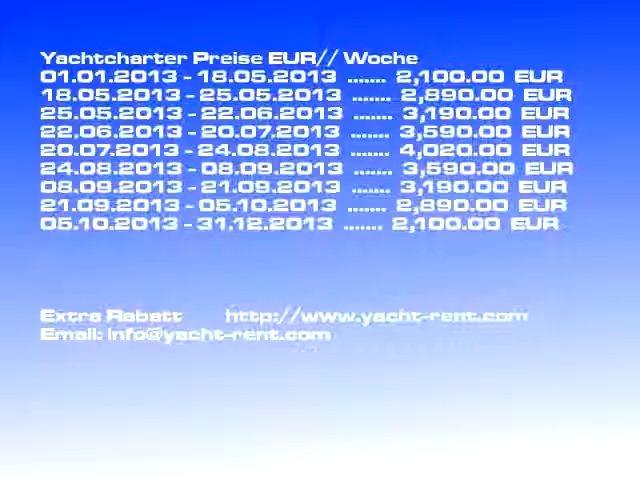 Yachtcharter Preise EUR// Woche
01.01.2013 - 18.05.2013 ....... 2,100.00 EUR
18.05.2013 - 25.05.2013 ....... 2,890.00 EUR
25.05.2013 - 22.06.2013 ....... 3,190.00 EUR
22.06.2013 - 20.07.2013 ....... 3,590.00 EUR
20.07.2013 - 24.08.2013 ....... 4,020.00 EUR
24.08.2013 - 08.09.2013 ....... 3,590.00 EUR
08.09.2013 - 21.09.2013 ....... 3,190.00 EUR
21.09.2013 - 05.10.2013 ....... 2,890.00 EUR
05.10.2013 - 31.12.2013 ....... 2,100.00 EUR
Extra Rabatt http://www.yacht-rent.com
Email: info@yacht-rent.com